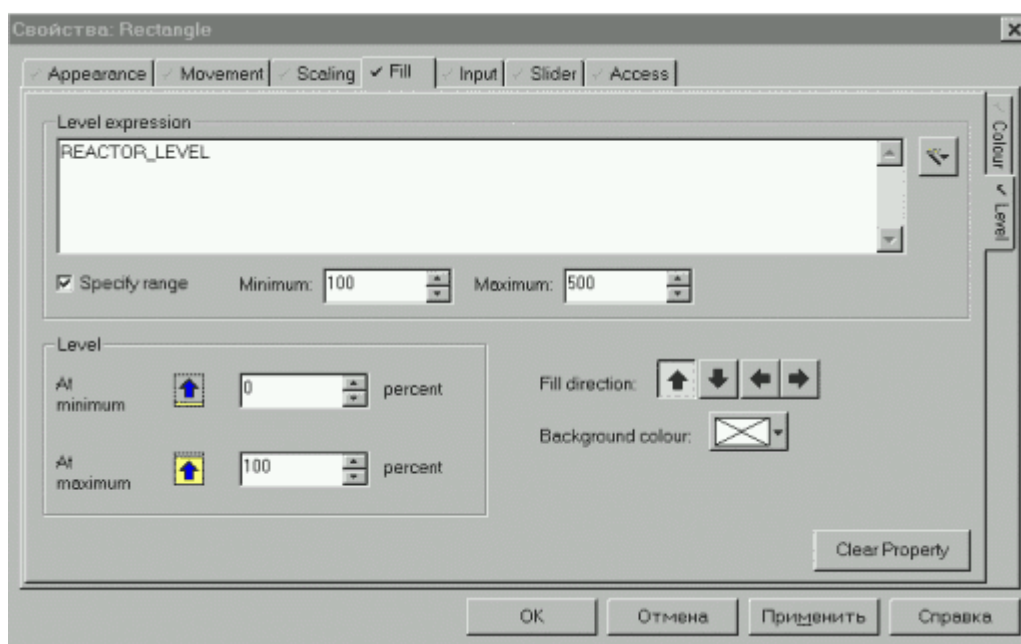 Свойства: Rectangle
Appearance Movement Scaling Fill Input Slider Access
Level expression
REACTOR_LEVEL
Colour
Level
Specify range Minimum: 100 Maximum: 500
Level
At minimum 0 percent
At maximum 100 percent
Fill direction:
Background colour:
Clear Property
OK Отмена Применить Справка